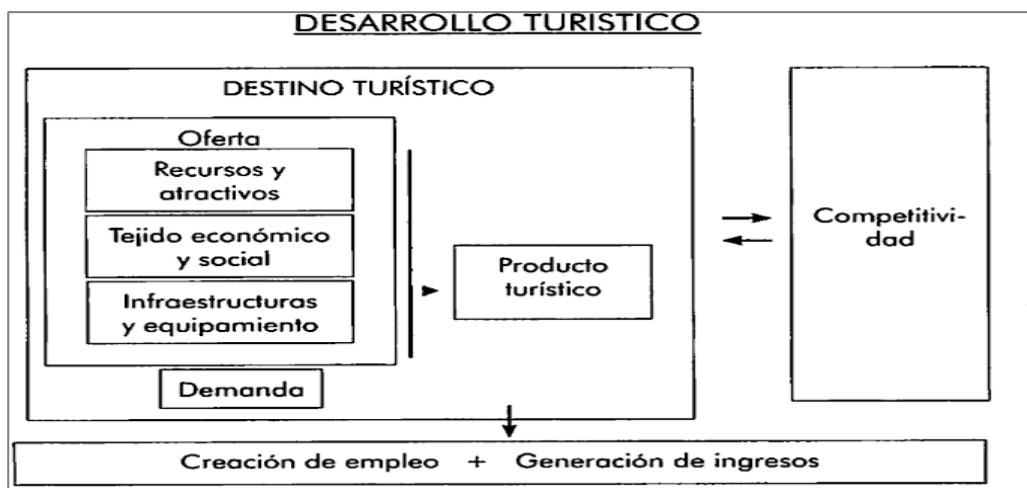 DESARROLLO TURISTICO
DESTINO TURÍSTICO
Oferta
Recursos y
atractivos
Tejido económico
y social
Infraestructuras
y equipamiento
Demanda
Producto
turístico
Competitivi-
dad
Creación de empleo + Generación de ingresos